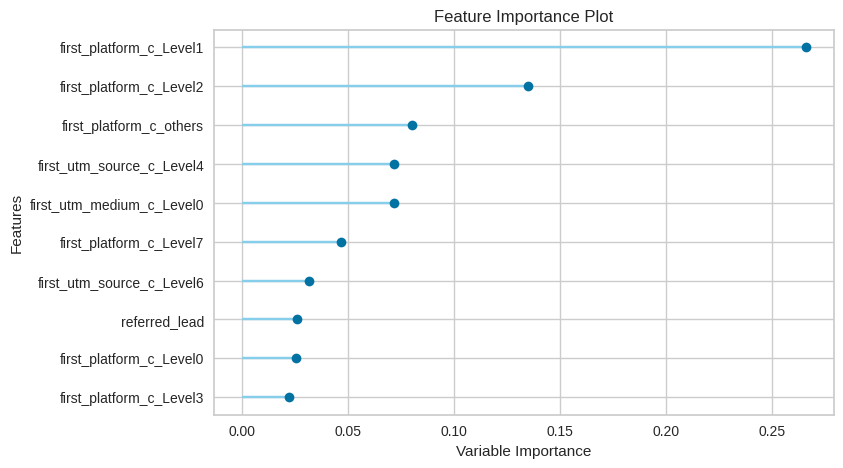 Feature Importance Plot
first_platform_c_Level1
first_platform_c_Level2
first_platform_c_others
first_utm_source_c_Level4
first_utm_medium_c_Level0
first_platform_c_Level7
first_utm_source_c_Level6
referred_lead
first_platform_c_Level0
first_platform_c_Level3
Features
0.00 0.05 0.10 0.15 0.20 0.25
Variable Importance